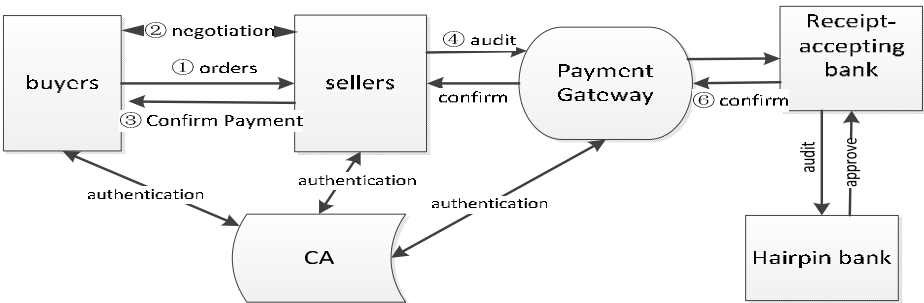 ② negotiation
① orders
③ Confirm Payment
buyers
sellers
④ audit
confirm
Payment
Gateway
Receipt-
accepting
bank
⑥ confirm
audit
approve
authentication
authentication
authentication
CA
Hairpin bank